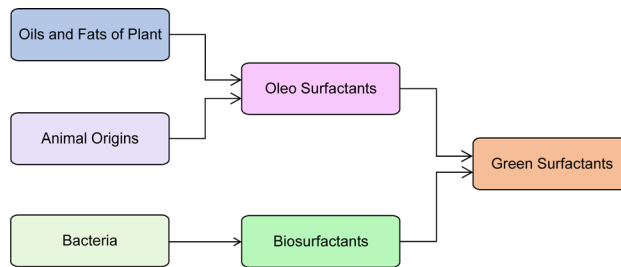 Oils and Fats of Plant
Oleo Surfactants
Animal Origins
Green Surfactants
Bacteria
Biosurfactants